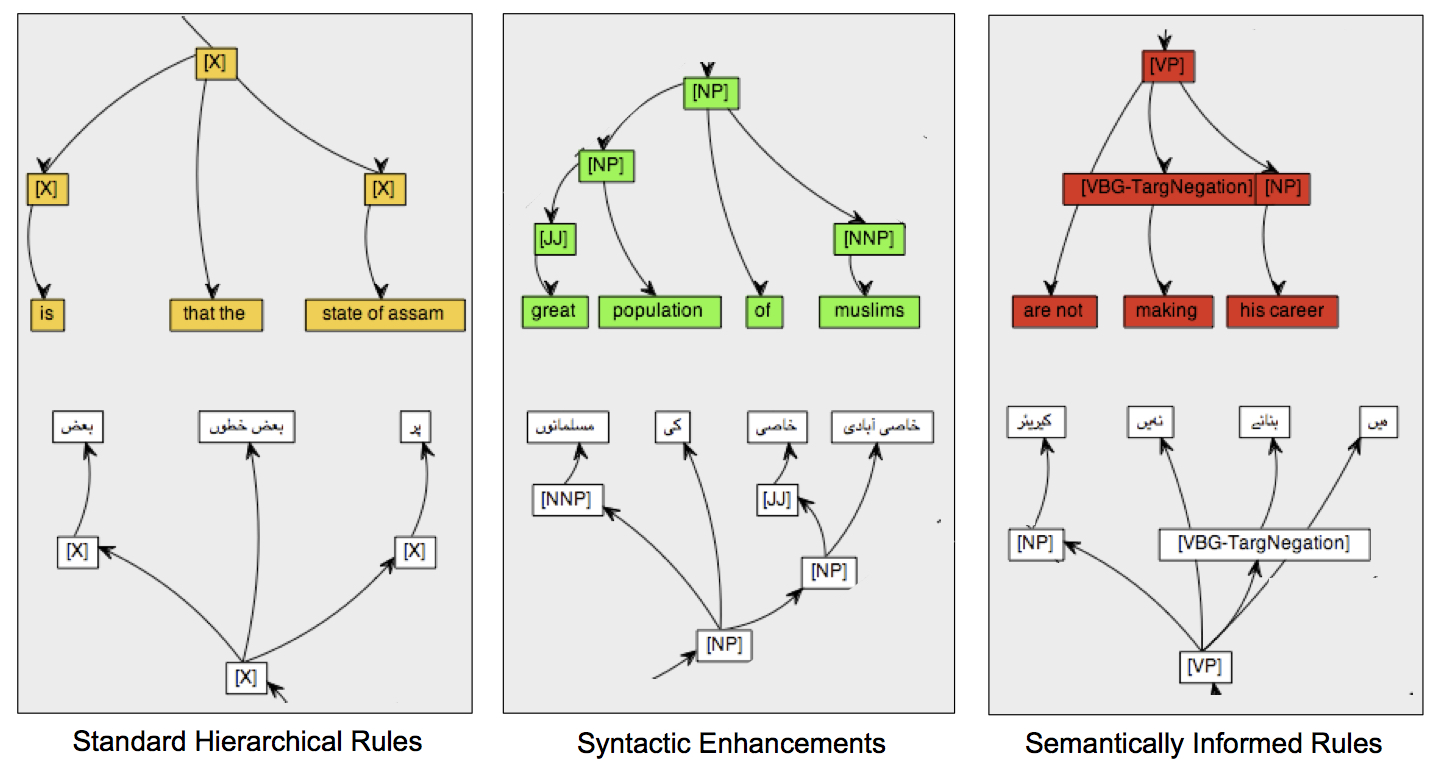 [X]
[X] [X]
is that the state of assam
بعض بعض خطوں پر
[X] [X]
[X]
Standard Hierarchical Rules
[NP]
[NP]
[JJ] [NNP]
great population of muslims
مسلمانوں کی خاصی خاصی آبادی
[NNP] [JJ]
[NP]
[NP]
Syntactic Enhancements
[VP]
[VBG-TargNegation] [NP]
are not making his career
کیریئر نہیں بناتے ہیں
[NP] [VBG-TargNegation]
[VP]
Semantically Informed Rules